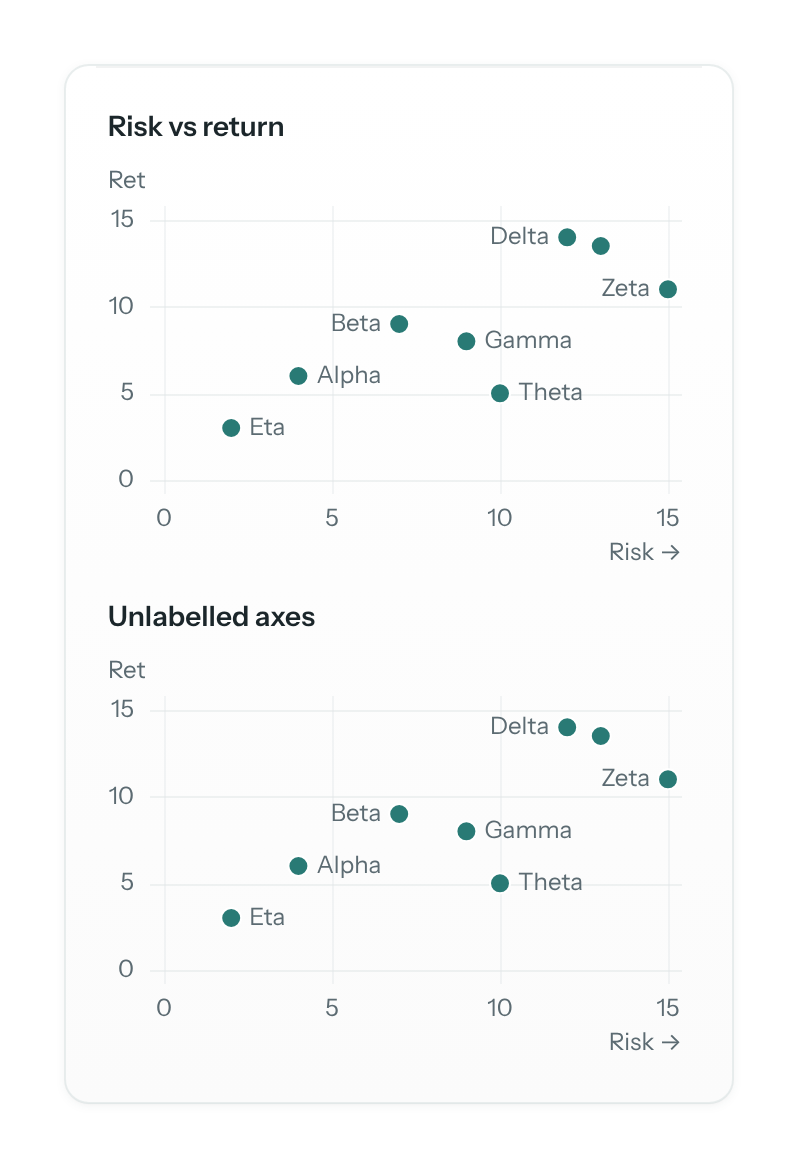 Risk vs return
Ret
15
Delta
Zeta
10
Beta
Gamma
Alpha
5
Theta
Eta
0
0 5 10 15
Risk →
Unlabelled axes
Ret
15
Delta
Zeta
10
Beta
Gamma
Alpha
5
Theta
Eta
0
0 5 10 15
Risk →